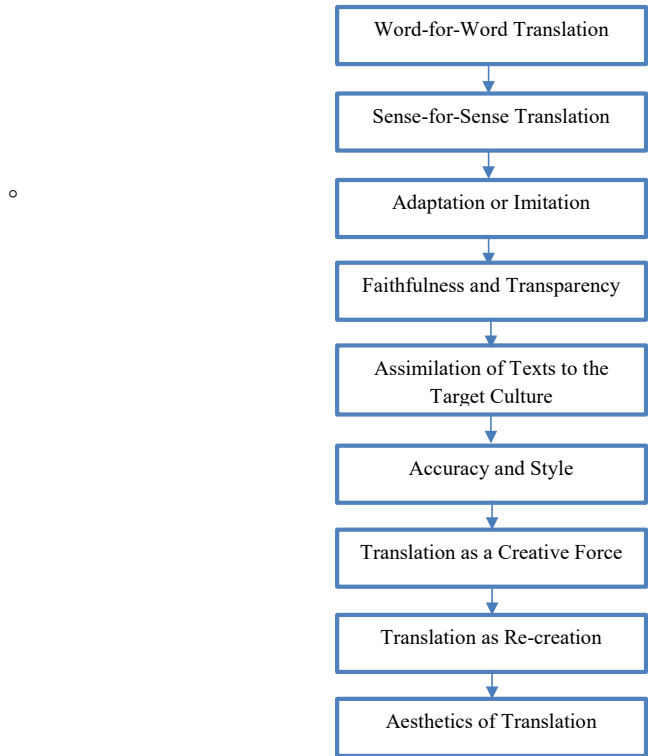 Word-for-Word Translation
Sense-for-Sense Translation
Adaptation or Imitation
Faithfulness and Transparency
Assimilation of Texts to the
Target Culture
Accuracy and Style
Translation as a Creative Force
Translation as Re-creation
Aesthetics of Translation